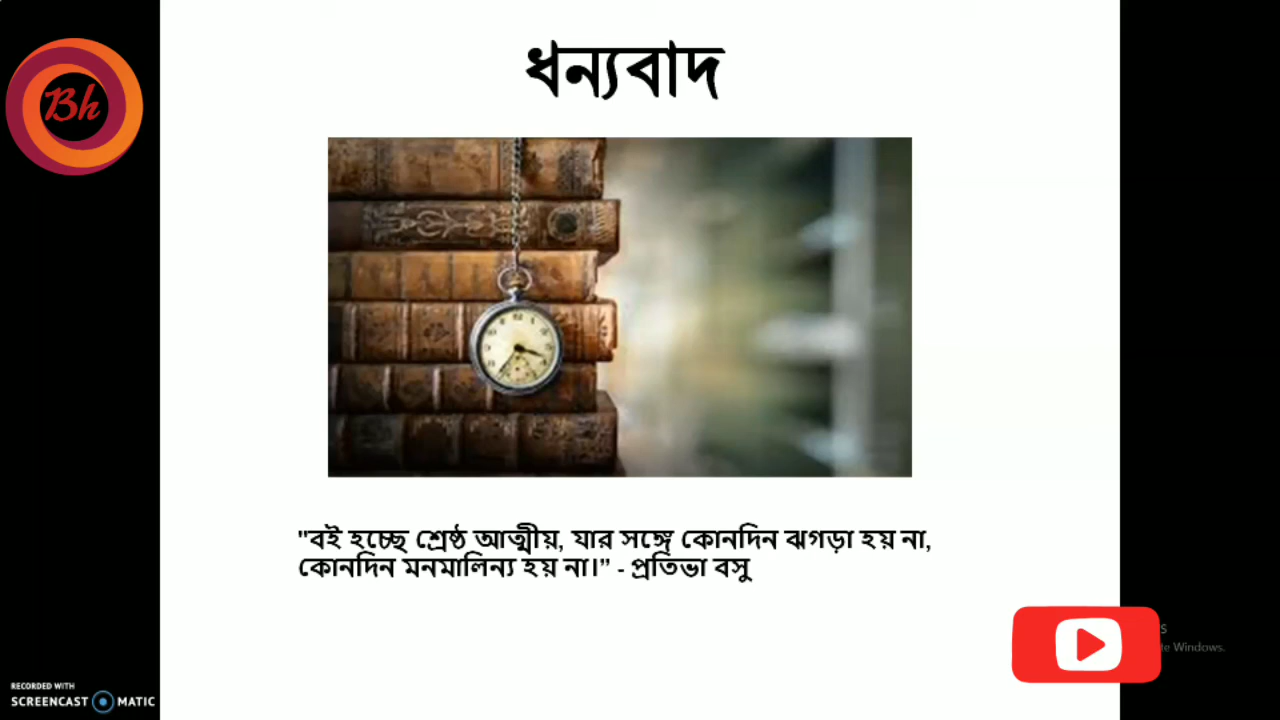 ধন্যবাদ
Bh
"বই হচ্ছে শ্রেষ্ঠ আত্মীয়, যার সঙ্গে কোনদিন ঝগড়া হয় না,
কোনদিন মনমালিন্য হয় না।” - প্রতিভা বসু
Windows.
RECORDED WITH
SCREENCAST MATIC